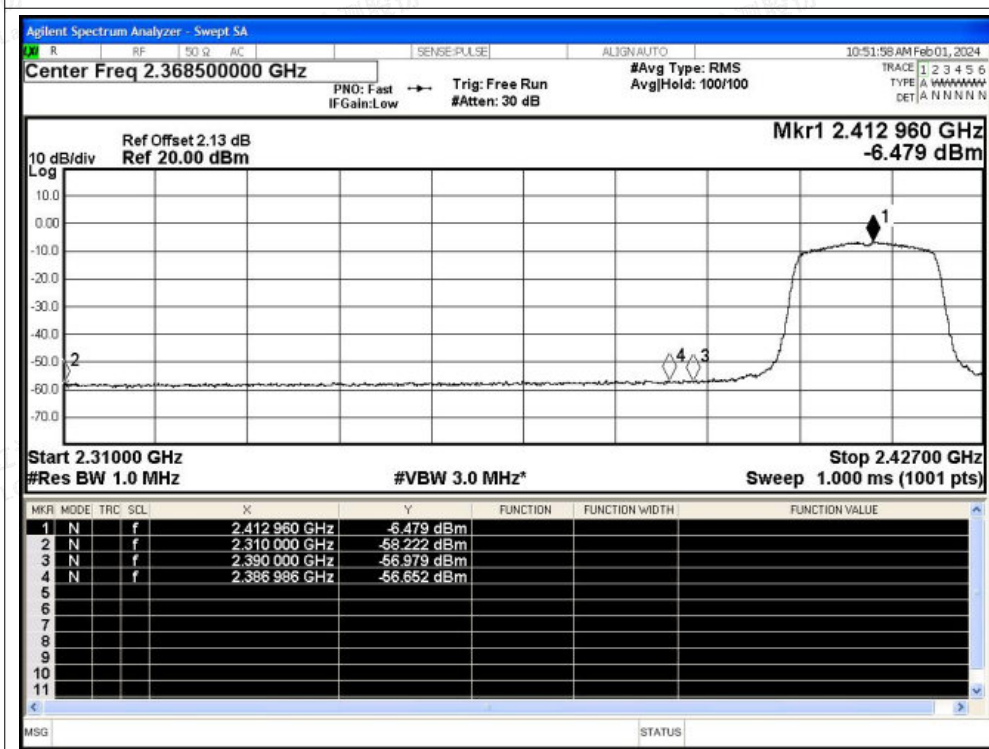 Agilent Spectrum Analyzer - Swept SA
R RF 50 Ω AC SENSE:PULSE ALIGN AUTO 10:51:58 AM Feb 01, 2024
Center Freq 2.368500000 GHz
PNO: Fast
IFGain:Low
Trig: Free Run
#Atten: 30 dB
#Avg Type: RMS
Avg|Hold: 100/100
TRACE 1 2 3 4 5 6
TYPE A WWWWW
DET A N N N N N
Mkr1 2.412 960 GHz
-6.479 dBm
Ref Offset 2.13 dB
10 dB/div Ref 20.00 dBm
Log
10.0
0.00
-10.0
-20.0
-30.0
-40.0
-50.0
-60.0
-70.0
1
2
4
3
Start 2.31000 GHz Stop 2.42700 GHz
#Res BW 1.0 MHz #VBW 3.0 MHz* Sweep 1.000 ms (1001 pts)
MKR MODE TRC SCL X Y FUNCTION FUNCTION WIDTH FUNCTION VALUE
1 N f 2.412 960 GHz -6.479 dBm
2 N f 2.310 000 GHz -58.222 dBm
3 N f 2.390 000 GHz -56.979 dBm
4 N f 2.386 986 GHz -56.652 dBm
5
6
7
8
9
10
11
MSG STATUS